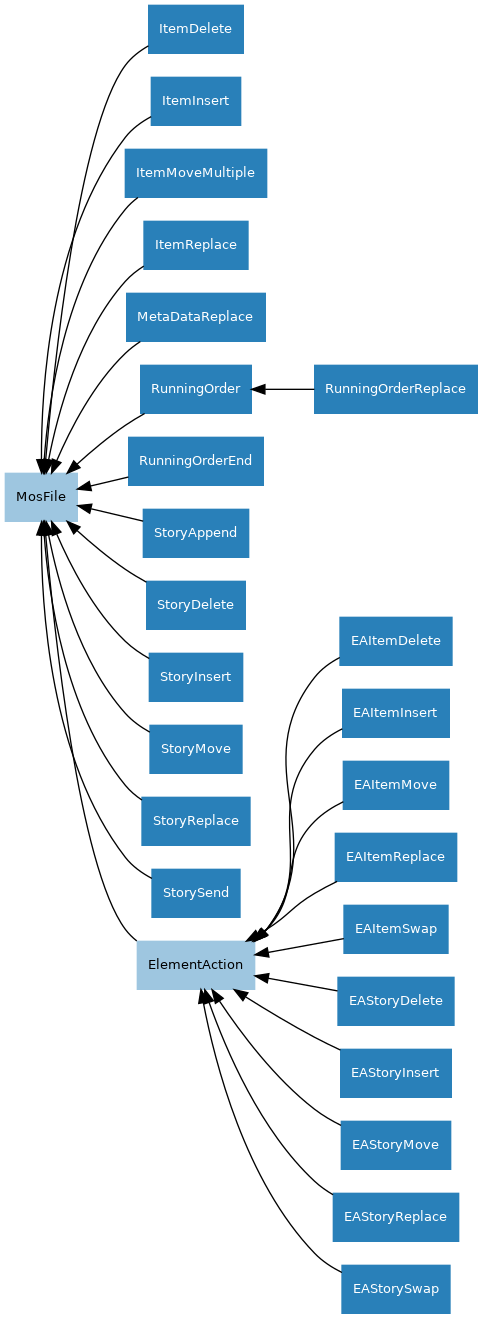 ItemDelete
ItemInsert
ItemMoveMultiple
ItemReplace
MetaDataReplace
RunningOrder
RunningOrderReplace
RunningOrderEnd
MosFile
StoryAppend
StoryDelete
StoryInsert
StoryMove
StoryReplace
StorySend
ElementAction
EAItemDelete
EAItemInsert
EAItemMove
EAItemReplace
EAItemSwap
EAStoryDelete
EAStoryInsert
EAStoryMove
EAStoryReplace
EAStorySwap